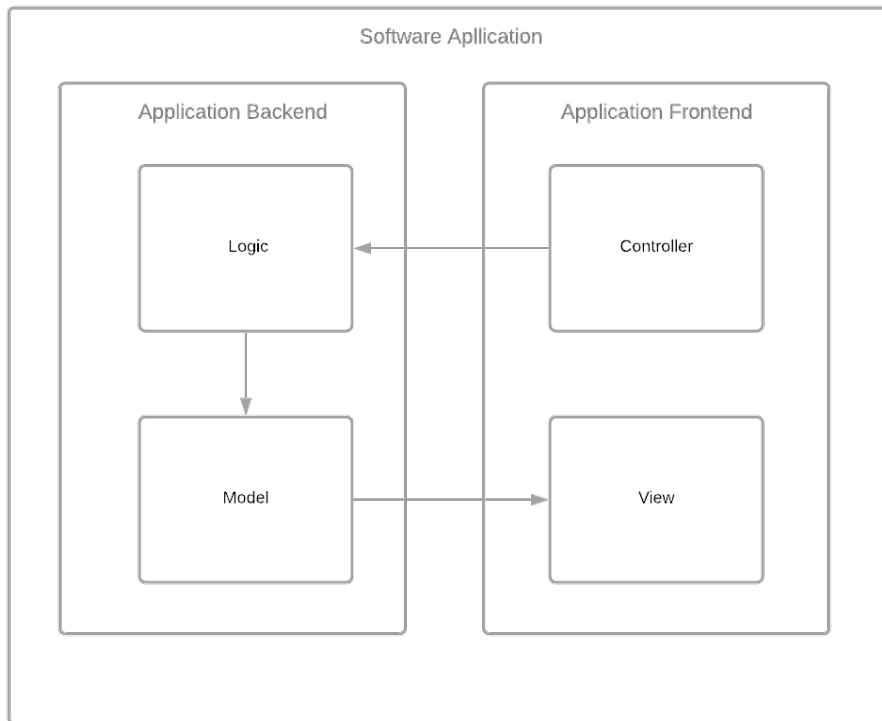 Software Apllication
Application Backend
Application Frontend
Logic
Controller
Model
View